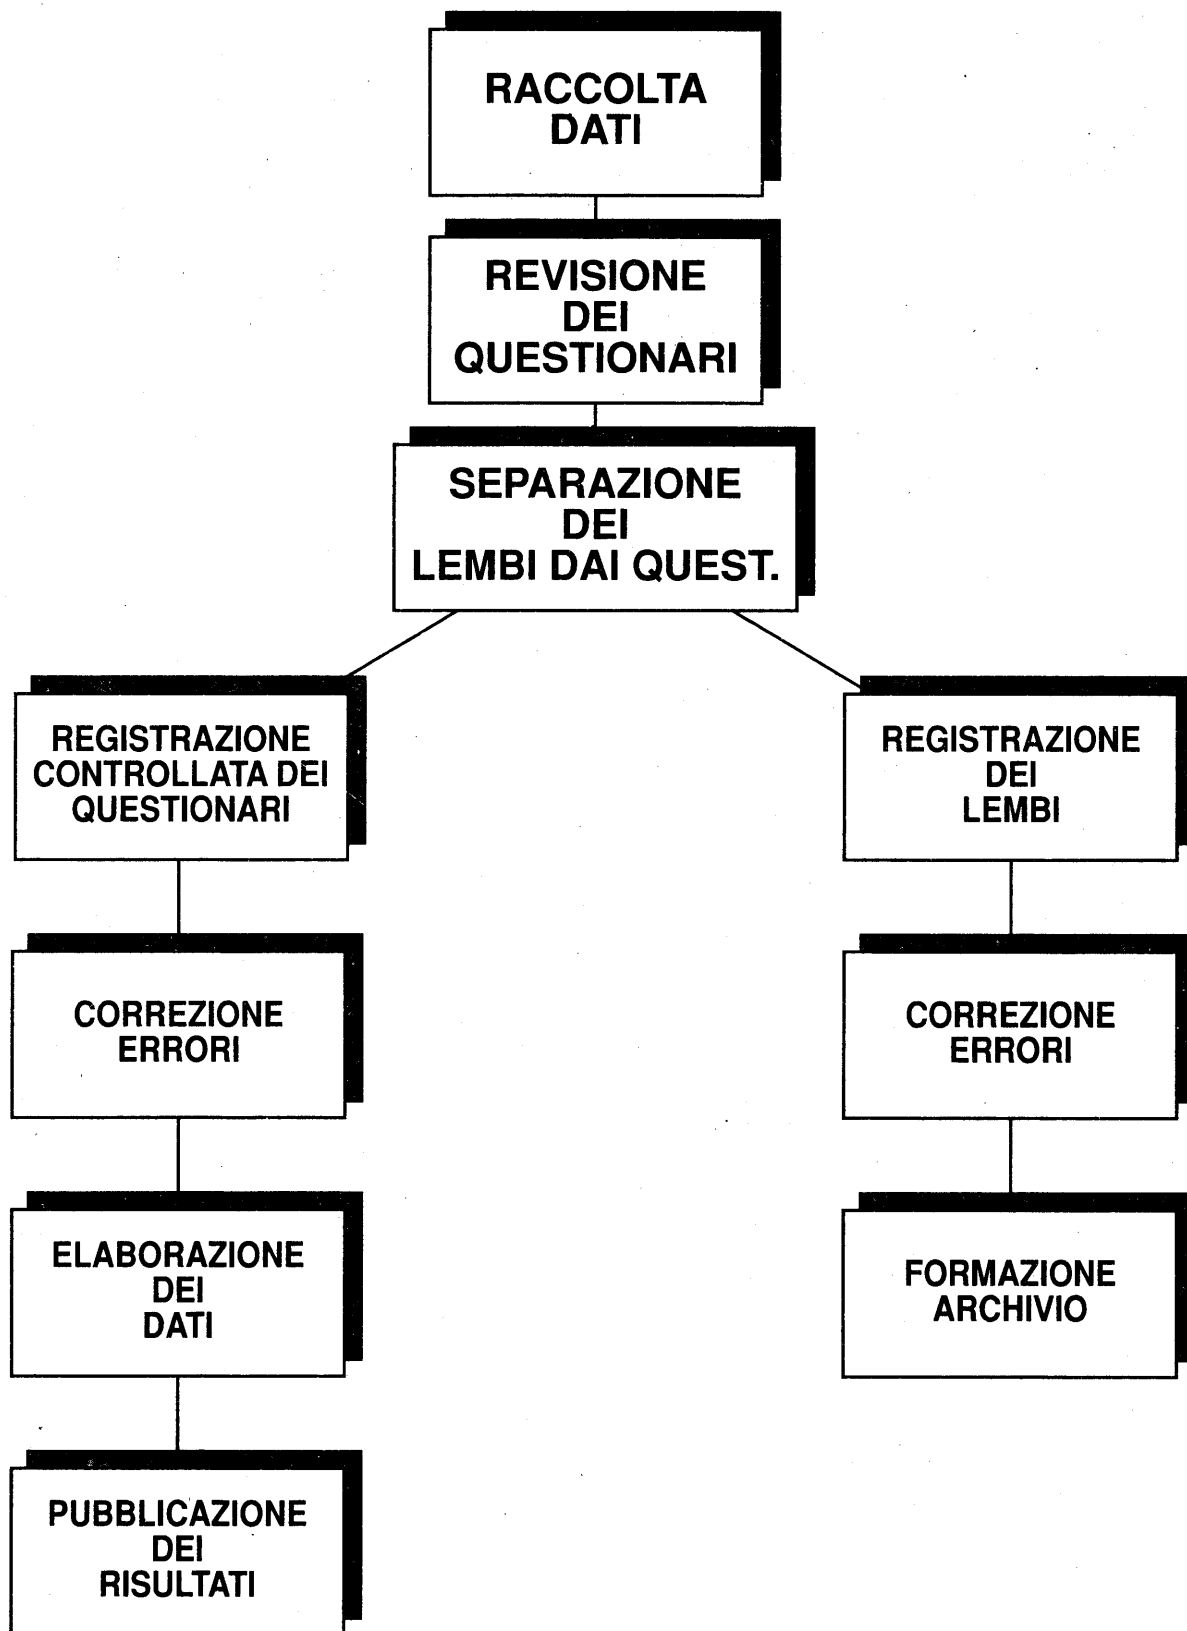 RACCOLTA
DATI
REVISIONE
DEI
QUESTIONARI
SEPARAZIONE
DEI
LEMBI DAI QUEST.
REGISTRAZIONE
CONTROLLATA DEI
QUESTIONARI
REGISTRAZIONE
DEI
LEMBI
CORREZIONE
ERRORI
CORREZIONE
ERRORI
ELABORAZIONE
DEI
DATI
FORMAZIONE
ARCHIVIO
PUBBLICAZIONE
DEI
RISULTATI